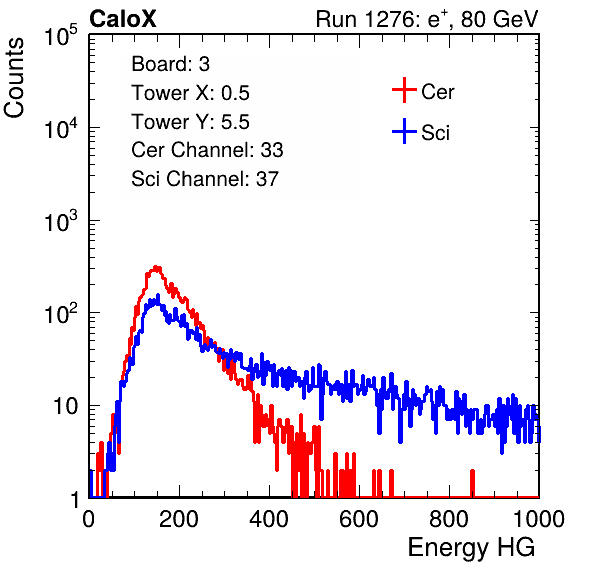 CaloX Run 1276: e⁺, 80 GeV
Counts
Board: 3
Tower X: 0.5
Tower Y: 5.5
Cer Channel: 33
Sci Channel: 37
Cer
Sci
10⁵
10⁴
10³
10²
10
1
0 200 400 600 800 1000
Energy HG